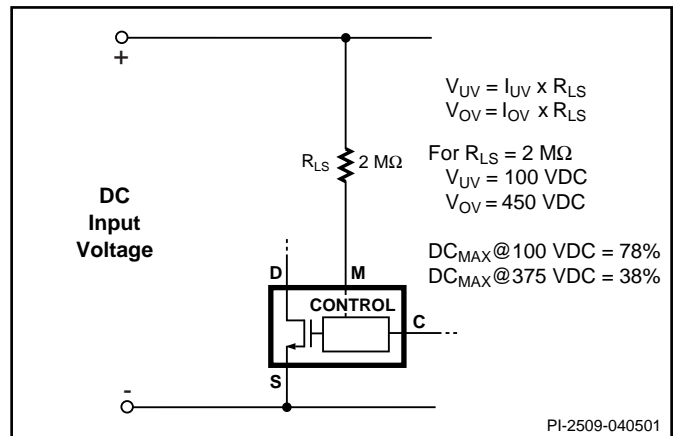 +
V_UV = I_UV x R_LS
V_OV = I_OV x R_LS
R_LS 2 MΩ
For R_LS = 2 MΩ
V_UV = 100 VDC
V_OV = 450 VDC
DC
Input
Voltage
DC_MAX@100 VDC = 78%
DC_MAX@375 VDC = 38%
D M
CONTROL
C
S
-
PI-2509-040501